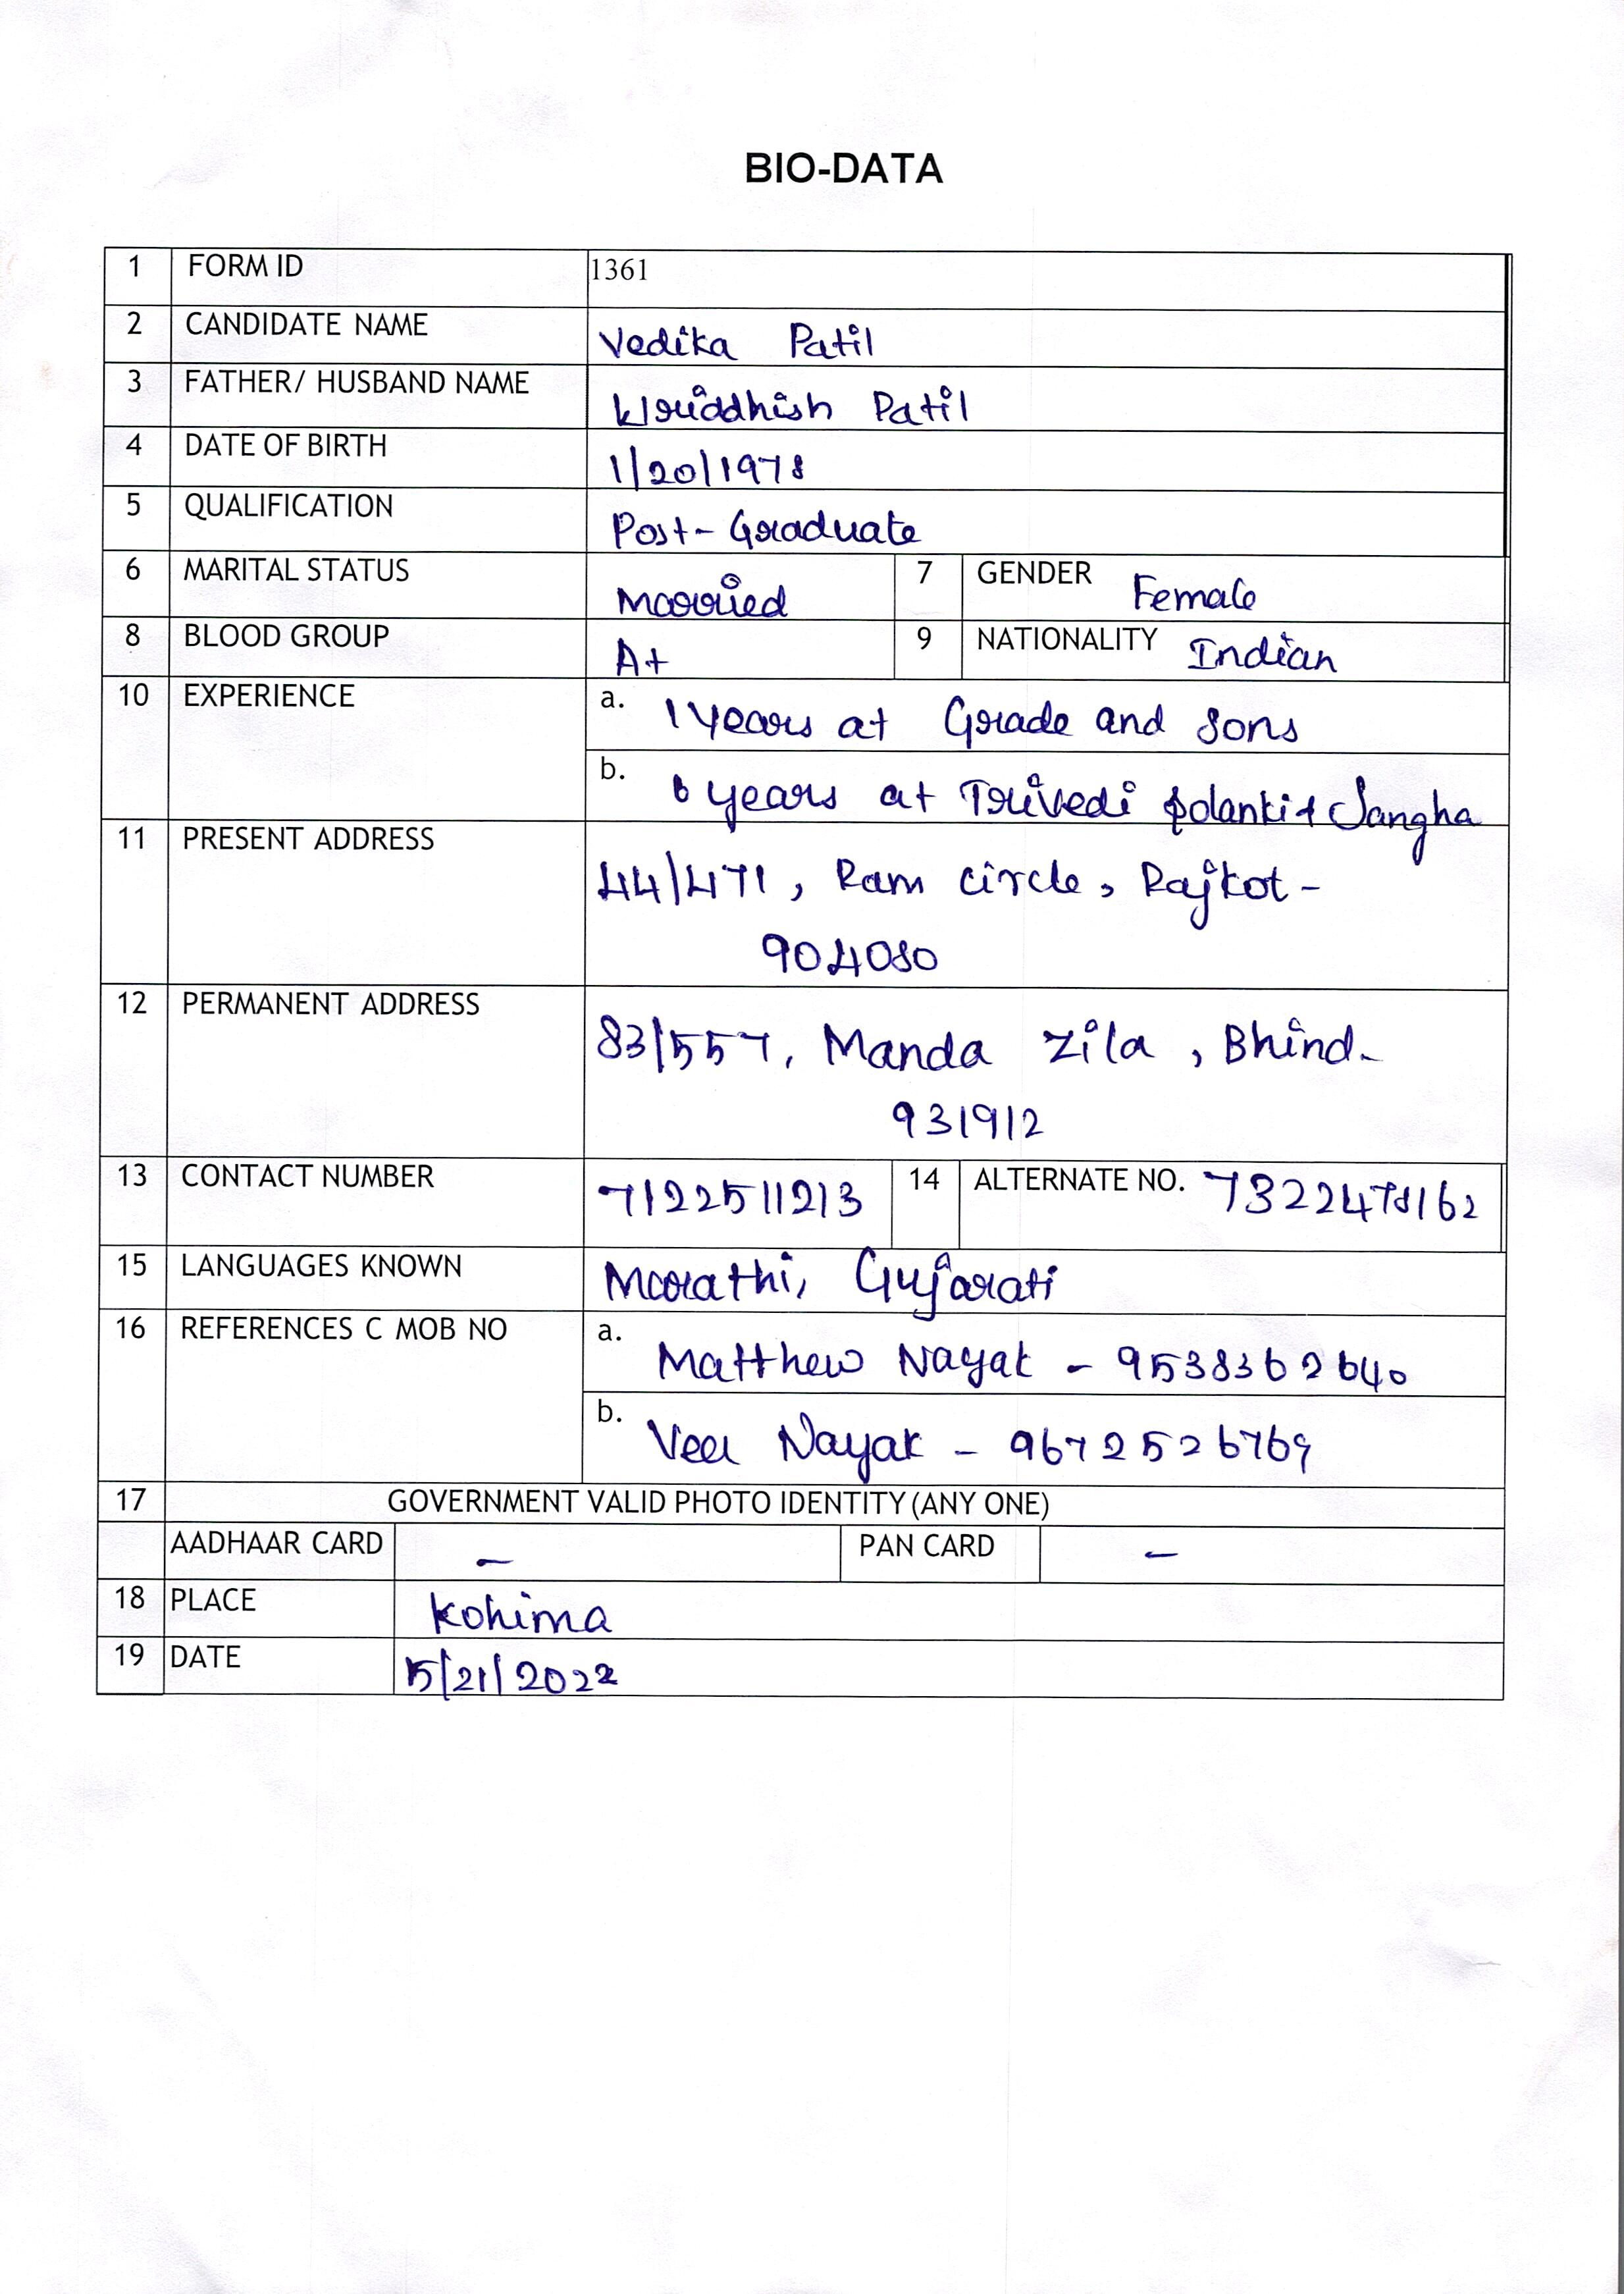 BIO-DATA
1 FORM ID 1361
2 CANDIDATE NAME Vedika Patil
3 FATHER/ HUSBAND NAME Wriddhish Patil
4 DATE OF BIRTH 1/20/1978
5 QUALIFICATION Post-Graduate
6 MARITAL STATUS Married 7 GENDER Female
8 BLOOD GROUP A+ 9 NATIONALITY Indian
10 EXPERIENCE a. 1 years at Grade and Sons
b. 6 years at Trivedi Solanki & Sangha
11 PRESENT ADDRESS 44/471, Ram circle, Rajkot -
904080
12 PERMANENT ADDRESS 83/557, Manda Zila, Bhind-
931912
13 CONTACT NUMBER 7122511213 14 ALTERNATE NO. 7322478162
15 LANGUAGES KNOWN Marathi, Gujarati
16 REFERENCES C MOB NO a. Matthew Nayak - 9538362640
b. Veer Nayak - 9672526769
17 GOVERNMENT VALID PHOTO IDENTITY (ANY ONE)
AADHAAR CARD - PAN CARD -
18 PLACE Kohima
19 DATE 5/21/2022